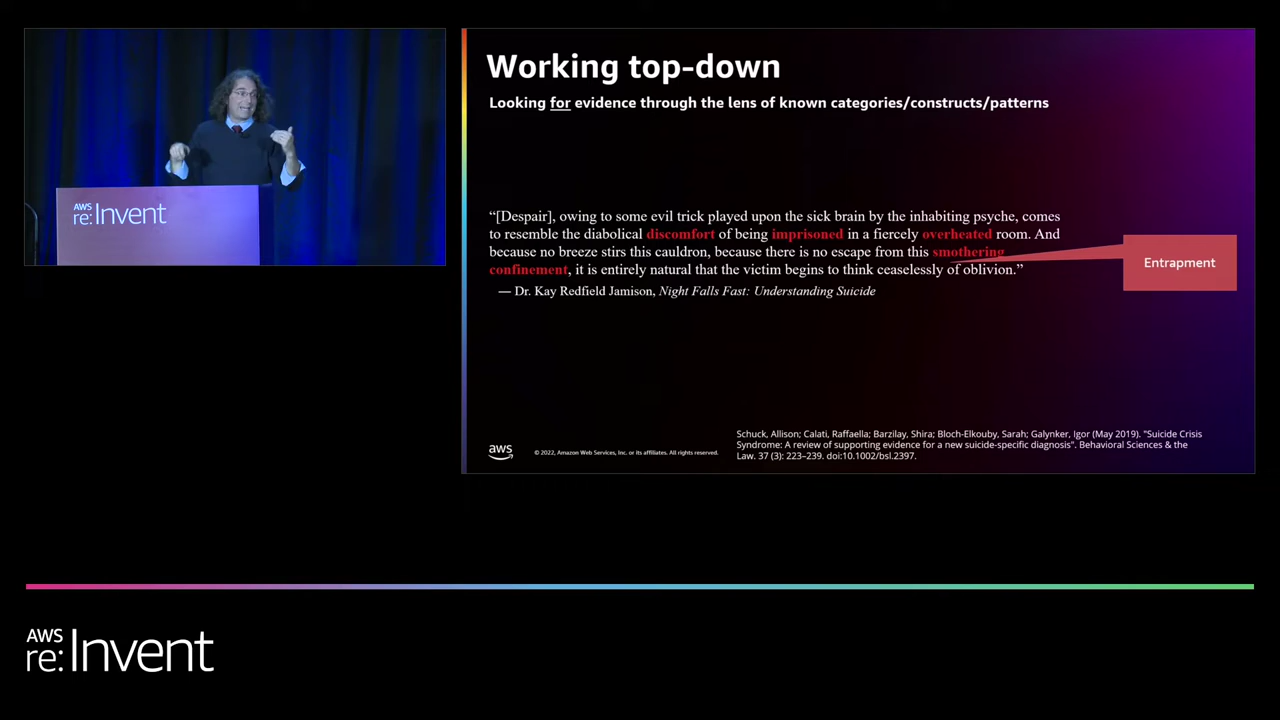 AWS
re:Invent
Working top-down
Looking for evidence through the lens of known categories/constructs/patterns
“[Despair], owing to some evil trick played upon the sick brain by the inhabiting psyche, comes
to resemble the diabolical discomfort of being imprisoned in a fiercely overheated room. And
because no breeze stirs this cauldron, because there is no escape from this smothering
confinement, it is entirely natural that the victim begins to think ceaselessly of oblivion.”
— Dr. Kay Redfield Jamison, Night Falls Fast: Understanding Suicide
Entrapment
Schuck, Allison; Calati, Raffaella; Barzilay, Shira; Bloch-Elkouby, Sarah; Galynker, Igor (May 2019). "Suicide Crisis
Syndrome: A review of supporting evidence for a new suicide-specific diagnosis". Behavioral Sciences & the
Law. 37 (3): 223–239. doi:10.1002/bsl.2397.
aws
© 2022, Amazon Web Services, Inc. or its affiliates. All rights reserved.
AWS
re:Invent